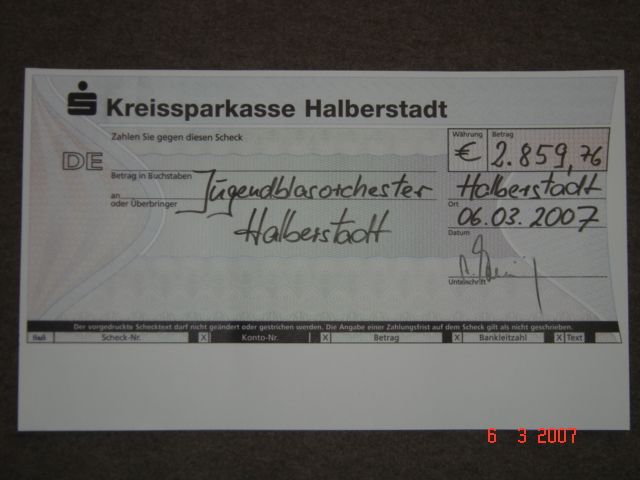 Kreissparkasse Halberstadt
Zahlen Sie gegen diesen Scheck
Währung Betrag
DE
€ 2.859,76
Betrag in Buchstaben
an Jugendblasorchester Halberstadt
oder Überbringer
Ort
Halberstadt 06.03.2007
Datum
Unterschrift
Der vorgedruckte Schecktext darf nicht geändert oder gestrichen werden. Die Angabe einer Zahlungsfrist auf dem Scheck gilt als nicht geschrieben.
Scheck-Nr. X Konto-Nr. X Betrag X Bankleitzahl X Text
6 3 2007